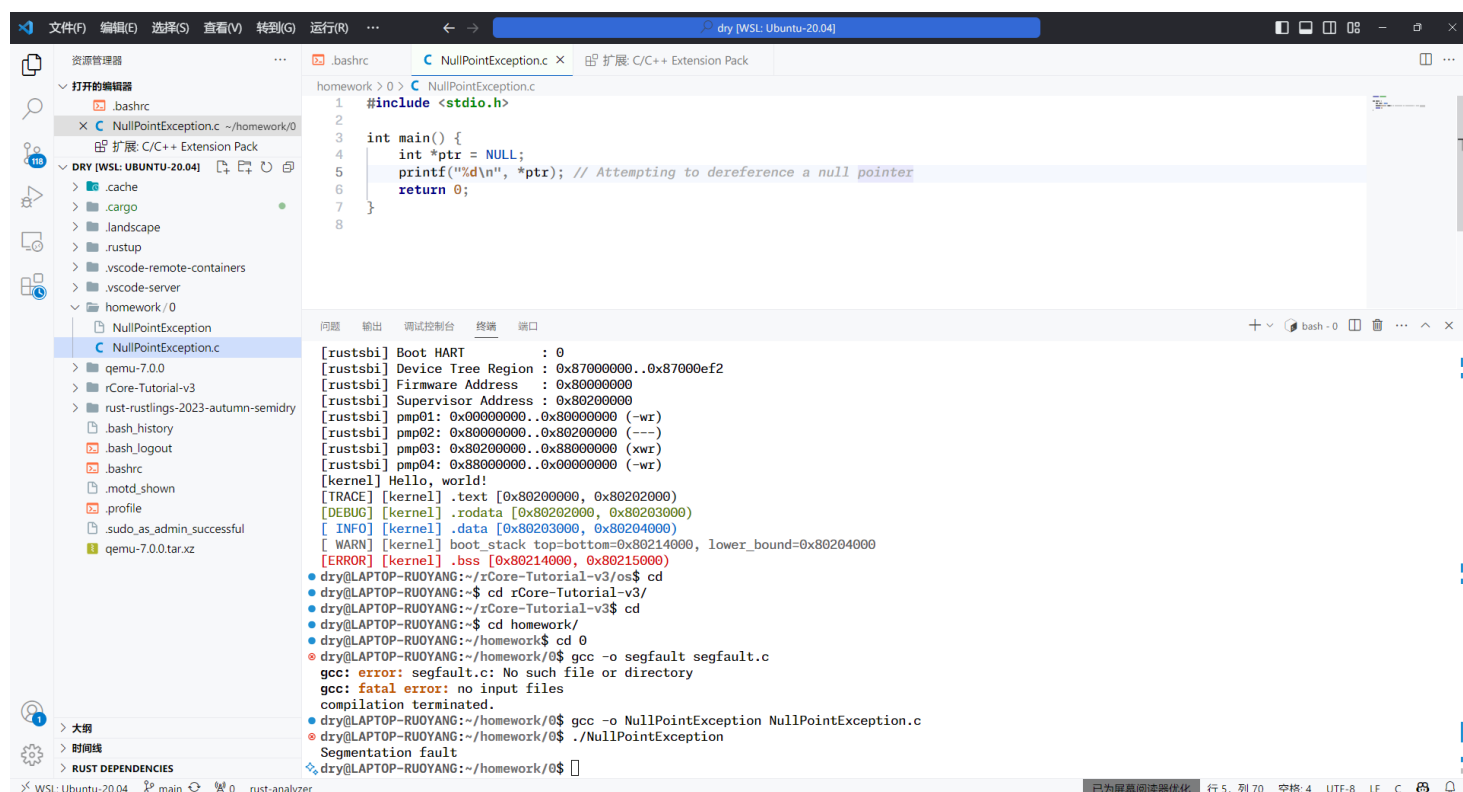 文件(F) 编辑(E) 选择(S) 查看(V) 转到(G) 运行(R) ··· ← → dry [WSL: Ubuntu-20.04]
资源管理器 ···
打开的编辑器
.bashrc
× C NullPointException.c ~/homework/0
扩展: C/C++ Extension Pack
DRY [WSL: UBUNTU-20.04]
.cache
.cargo
.landscape
.rustup
.vscode-remote-containers
.vscode-server
homework / 0
NullPointException
C NullPointException.c
qemu-7.0.0
rCore-Tutorial-v3
rust-rustlings-2023-autumn-semidry
.bash_history
.bash_logout
.bashrc
.motd_shown
.profile
.sudo_as_admin_successful
qemu-7.0.0.tar.xz
大纲
时间线
RUST DEPENDENCIES
118
1
.bashrc C NullPointException.c × 扩展: C/C++ Extension Pack
homework > 0 > C NullPointException.c
1 #include <stdio.h>
2
3 int main() {
4 int *ptr = NULL;
5 printf("%d\n", *ptr); // Attempting to dereference a null pointer
6 return 0;
7 }
8
问题 输出 调试控制台 终端 端口 bash - 0
[rustsbi] Boot HART : 0
[rustsbi] Device Tree Region : 0x87000000..0x87000ef2
[rustsbi] Firmware Address : 0x80000000
[rustsbi] Supervisor Address : 0x80200000
[rustsbi] pmp01: 0x00000000..0x80000000 (-wr)
[rustsbi] pmp02: 0x80000000..0x80200000 (---)
[rustsbi] pmp03: 0x80200000..0x88000000 (xwr)
[rustsbi] pmp04: 0x88000000..0x00000000 (-wr)
[kernel] Hello, world!
[TRACE] [kernel] .text [0x80200000, 0x80202000)
[DEBUG] [kernel] .rodata [0x80202000, 0x80203000)
[ INFO] [kernel] .data [0x80203000, 0x80204000)
[ WARN] [kernel] boot_stack top=bottom=0x80214000, lower_bound=0x80204000
[ERROR] [kernel] .bss [0x80214000, 0x80215000)
dry@LAPTOP-RUOYANG:~/rCore-Tutorial-v3/os$ cd
dry@LAPTOP-RUOYANG:~$ cd rCore-Tutorial-v3/
dry@LAPTOP-RUOYANG:~/rCore-Tutorial-v3$ cd
dry@LAPTOP-RUOYANG:~$ cd homework/
dry@LAPTOP-RUOYANG:~/homework$ cd 0
dry@LAPTOP-RUOYANG:~/homework/0$ gcc -o segfault segfault.c
gcc: error: segfault.c: No such file or directory
gcc: fatal error: no input files
compilation terminated.
dry@LAPTOP-RUOYANG:~/homework/0$ gcc -o NullPointException NullPointException.c
dry@LAPTOP-RUOYANG:~/homework/0$ ./NullPointException
Segmentation fault
dry@LAPTOP-RUOYANG:~/homework/0$
WSL: Ubuntu-20.04 main 0 rust-analyzer 已为屏幕阅读器优化 行 5，列 70 空格: 4 UTF-8 LF C